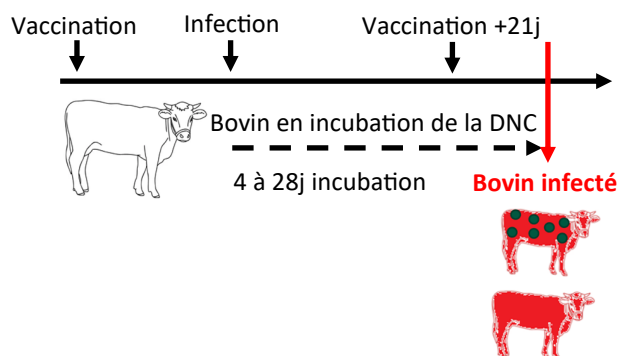 Vaccination
Infection
Vaccination +21j
Bovin en incubation de la DNC
4 à 28j incubation
Bovin infecté